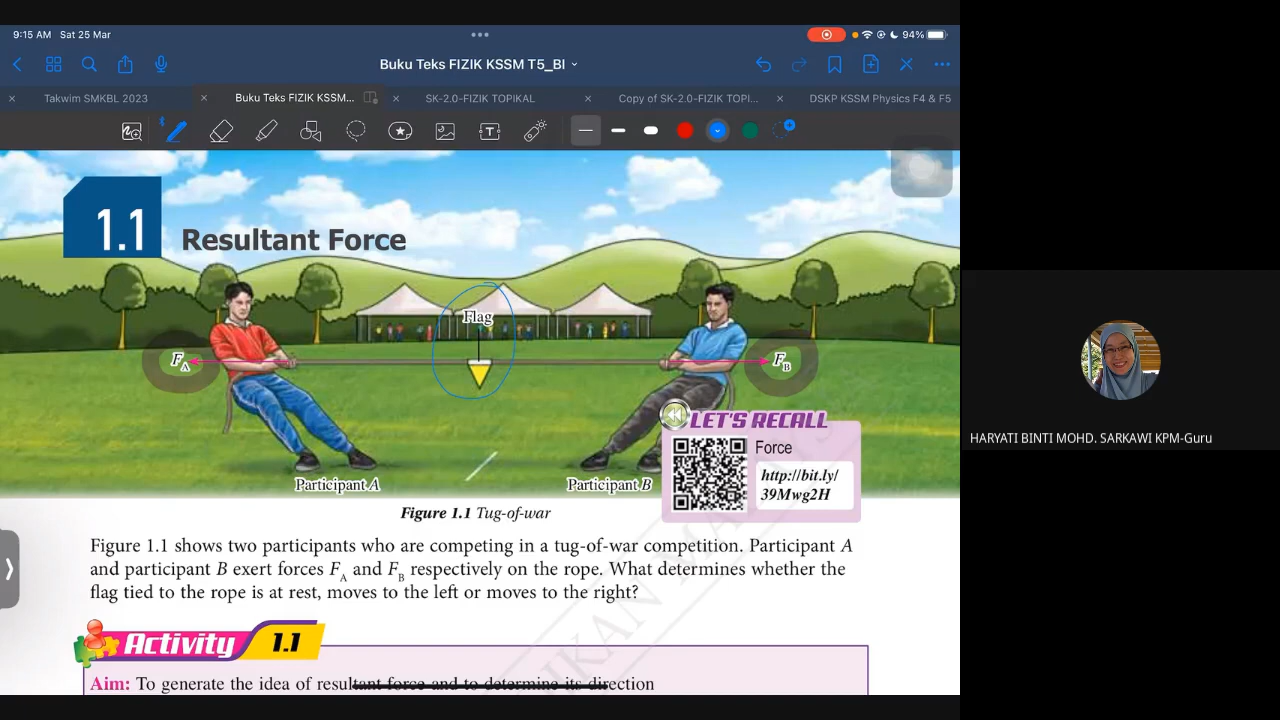 9:15 AM Sat 25 Mar
94%
Buku Teks FIZIK KSSM T5_BI
Takwim SMKBL 2023
Buku Teks FIZIK KSSM...
SK-2.0-FIZIK TOPIKAL
Copy of SK-2.0-FIZIK TOPI...
DSKP KSSM Physics F4 & F5
1.1 Resultant Force
Flag
F_A
F_B
LET'S RECALL
Force
http://bit.ly/
39Mwg2H
Participant A
Participant B
Figure 1.1 Tug-of-war
Figure 1.1 shows two participants who are competing in a tug-of-war competition. Participant A
and participant B exert forces F_A and F_B respectively on the rope. What determines whether the
flag tied to the rope is at rest, moves to the left or moves to the right?
Activity 1.1
Aim: To generate the idea of resultant force and to determine its direction
HARYATI BINTI MOHD. SARKAWI KPM-Guru